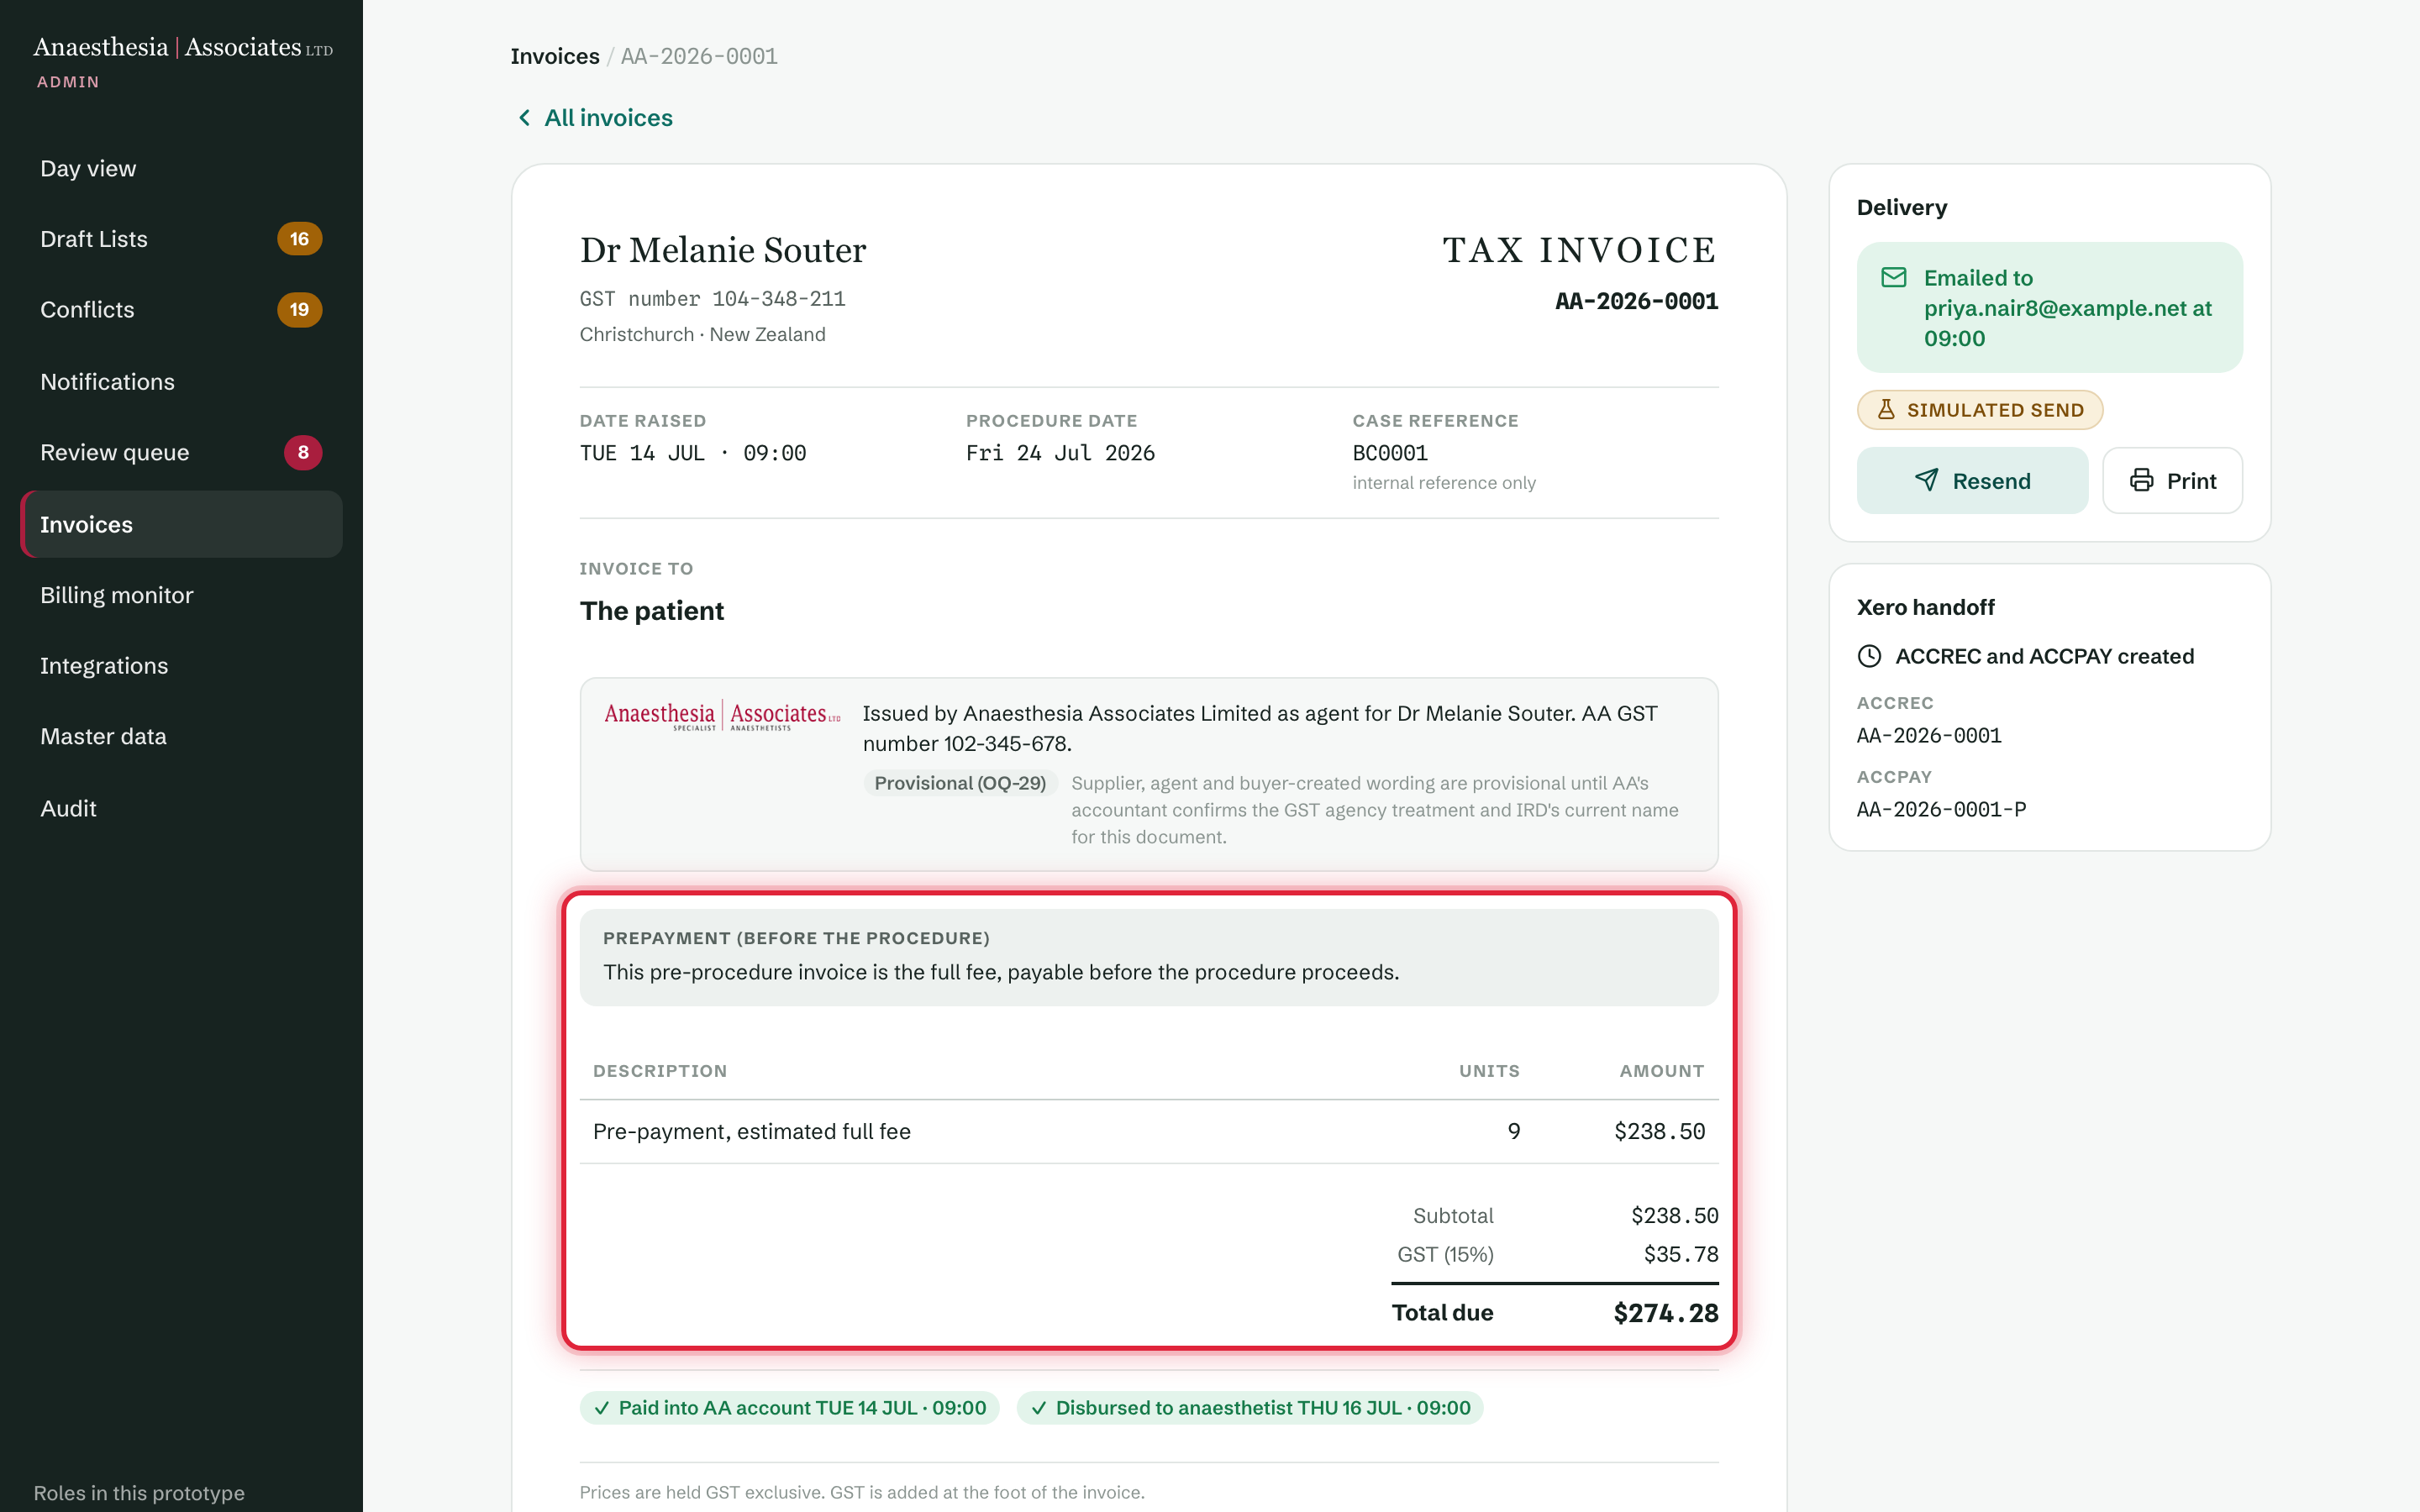 Anaesthesia | Associates LTD
ADMIN
Day view
Draft Lists 16
Conflicts 19
Notifications
Review queue 8
Invoices
Billing monitor
Integrations
Master data
Audit
Roles in this prototype
Invoices / AA-2026-0001
All invoices
Dr Melanie Souter
GST number 104-348-211
Christchurch · New Zealand
TAX INVOICE
AA-2026-0001
DATE RAISED
TUE 14 JUL · 09:00
PROCEDURE DATE
Fri 24 Jul 2026
CASE REFERENCE
BC0001
internal reference only
INVOICE TO
The patient
Anaesthesia | Associates LTD
SPECIALIST ANAESTHETISTS
Issued by Anaesthesia Associates Limited as agent for Dr Melanie Souter. AA GST
number 102-345-678.
Provisional (OQ-29)
Supplier, agent and buyer-created wording are provisional until AA's
accountant confirms the GST agency treatment and IRD's current name
for this document.
PREPAYMENT (BEFORE THE PROCEDURE)
This pre-procedure invoice is the full fee, payable before the procedure proceeds.
DESCRIPTION UNITS AMOUNT
Pre-payment, estimated full fee 9 $238.50
Subtotal $238.50
GST (15%) $35.78
Total due $274.28
Paid into AA account TUE 14 JUL · 09:00
Disbursed to anaesthetist THU 16 JUL · 09:00
Prices are held GST exclusive. GST is added at the foot of the invoice.
Delivery
Emailed to
priya.nair8@example.net at
09:00
SIMULATED SEND
Resend
Print
Xero handoff
ACCREC and ACCPAY created
ACCREC
AA-2026-0001
ACCPAY
AA-2026-0001-P